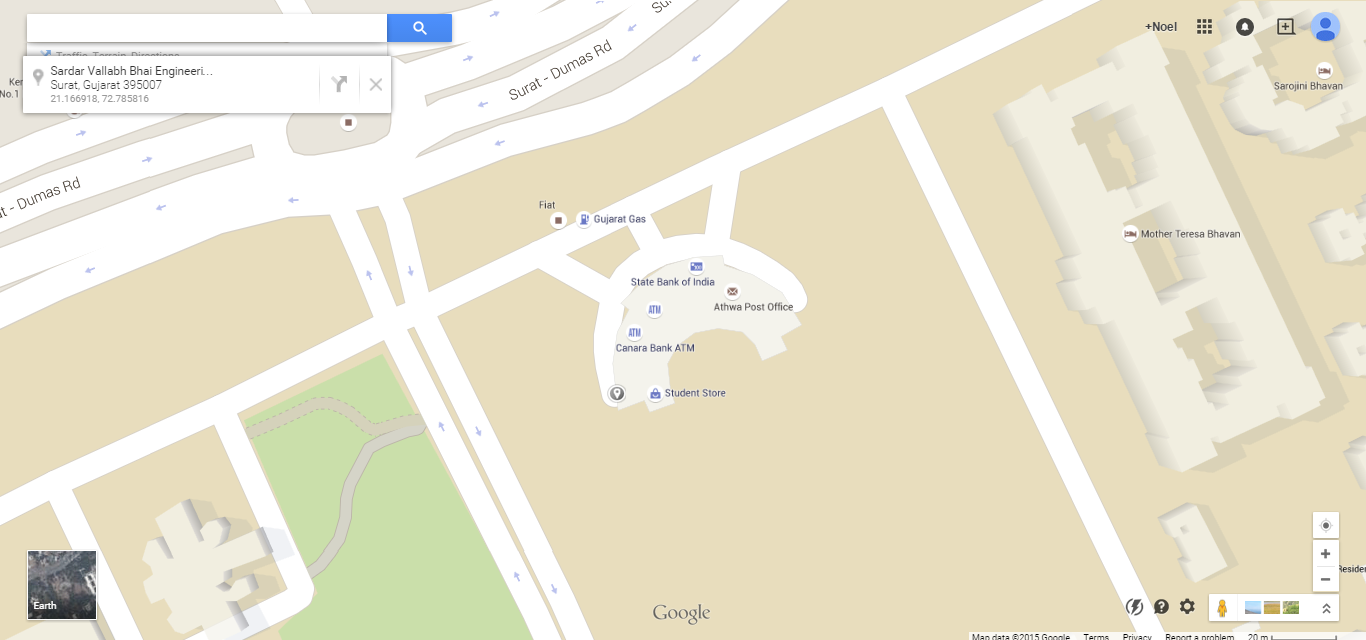 +Noel
Traffic, Terrain, Directions
Sardar Vallabh Bhai Engineeri...
Surat, Gujarat 395007
21.166918, 72.785816
No.1
Surat - Dumas Rd
Sarojini Bhavan
- Dumas Rd
Fiat
Gujarat Gas
Mother Teresa Bhavan
State Bank of India
ATM
Athwa Post Office
ATM
Canara Bank ATM
Student Store
Earth
Google
Map data ©2015 Google Terms Privacy Report a problem 20 m